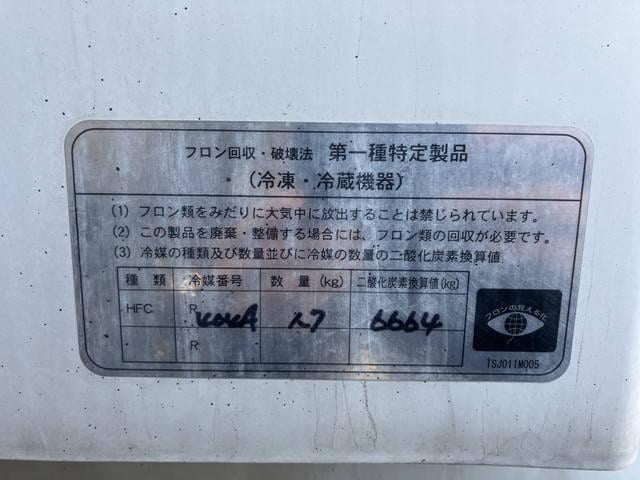 フロン回収・破壊法 第一種特定製品
(冷凍・冷蔵機器)
(1) フロン類をみだりに大気中に放出することは禁じられています。
(2) この製品を廃棄・整備する場合には、フロン類の回収が必要です。
(3) 冷媒の種類及び数量並びに冷媒の数量の二酸化炭素換算値
種類 冷媒番号 数量(kg) 二酸化炭素換算値(kg)
HFC R 404A 1.7 6664
R
フロンの見える化
TSJ011M005